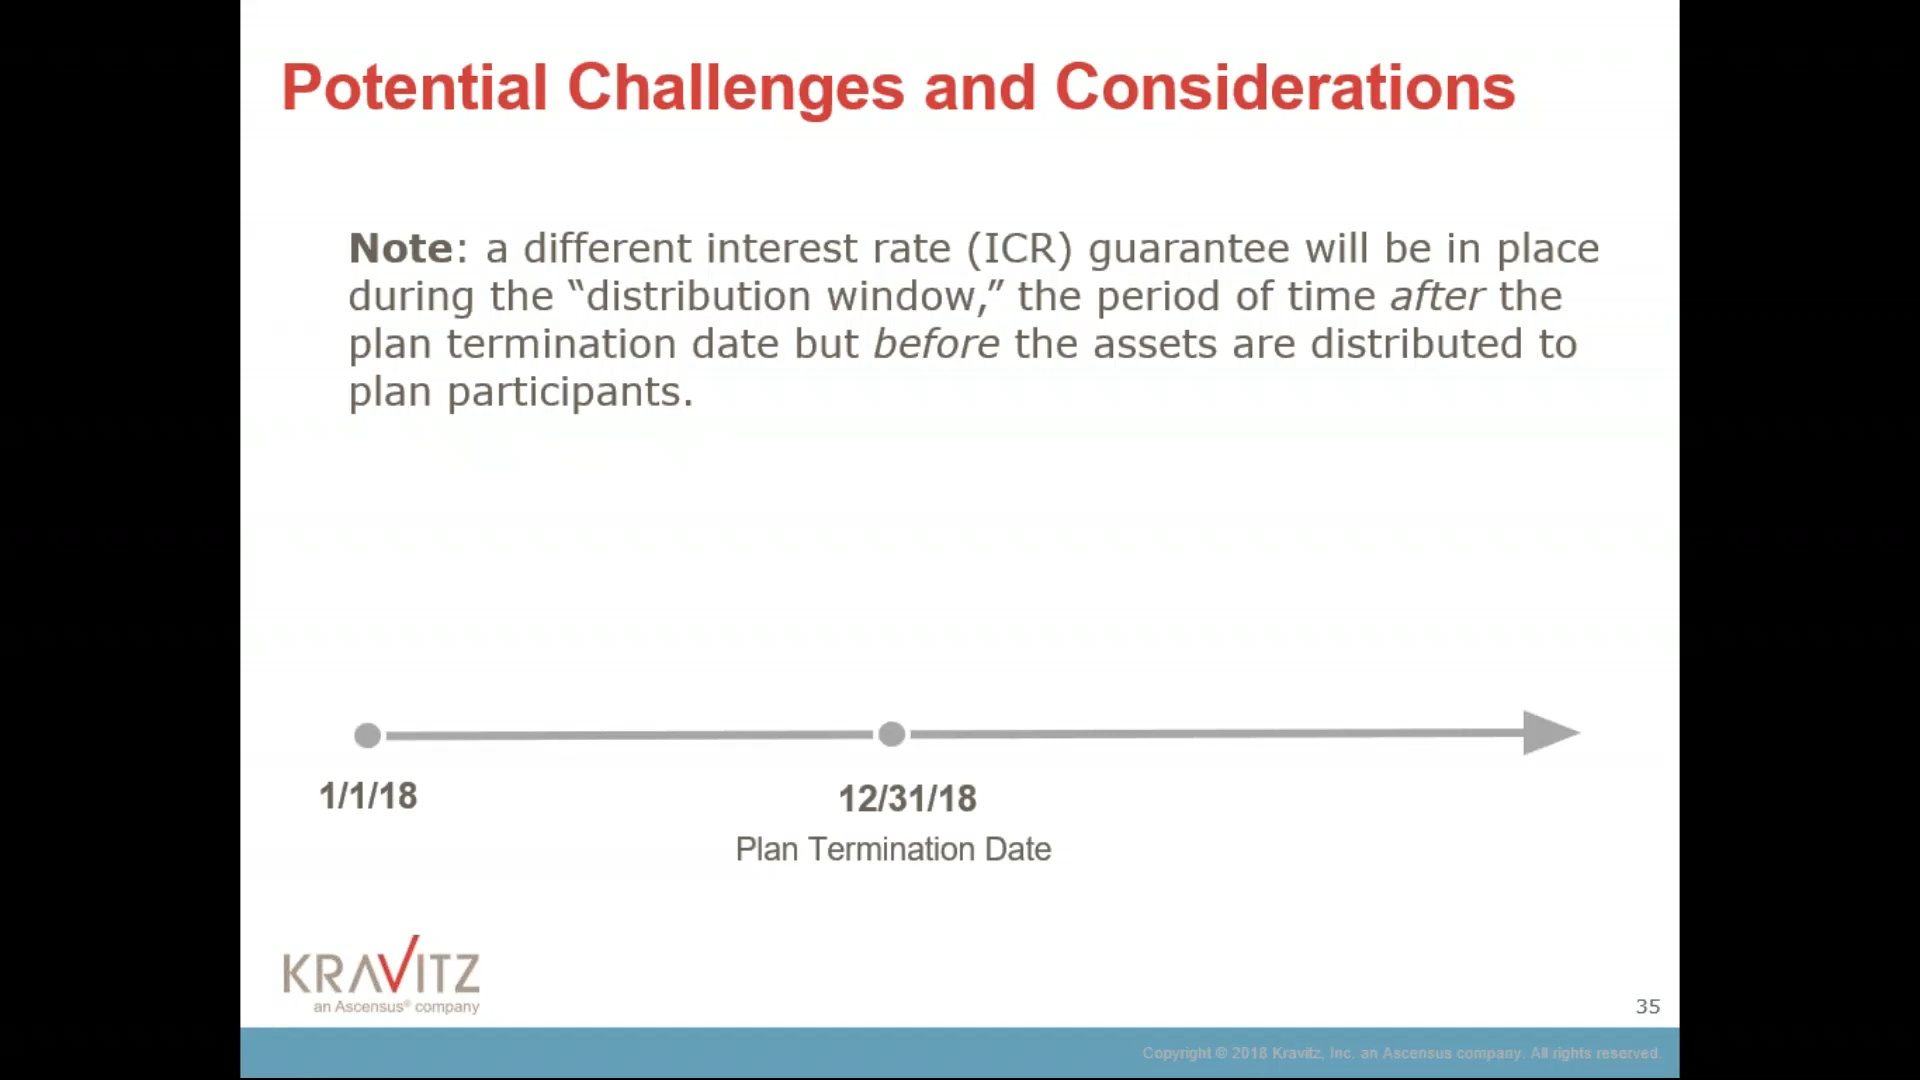 Potential Challenges and Considerations
Note: a different interest rate (ICR) guarantee will be in place
during the “distribution window,” the period of time after the
plan termination date but before the assets are distributed to
plan participants.
1/1/18
12/31/18
Plan Termination Date
KRAVITZ
an Ascensus® company
35
Copyright © 2018 Kravitz, Inc. an Ascensus company. All rights reserved.